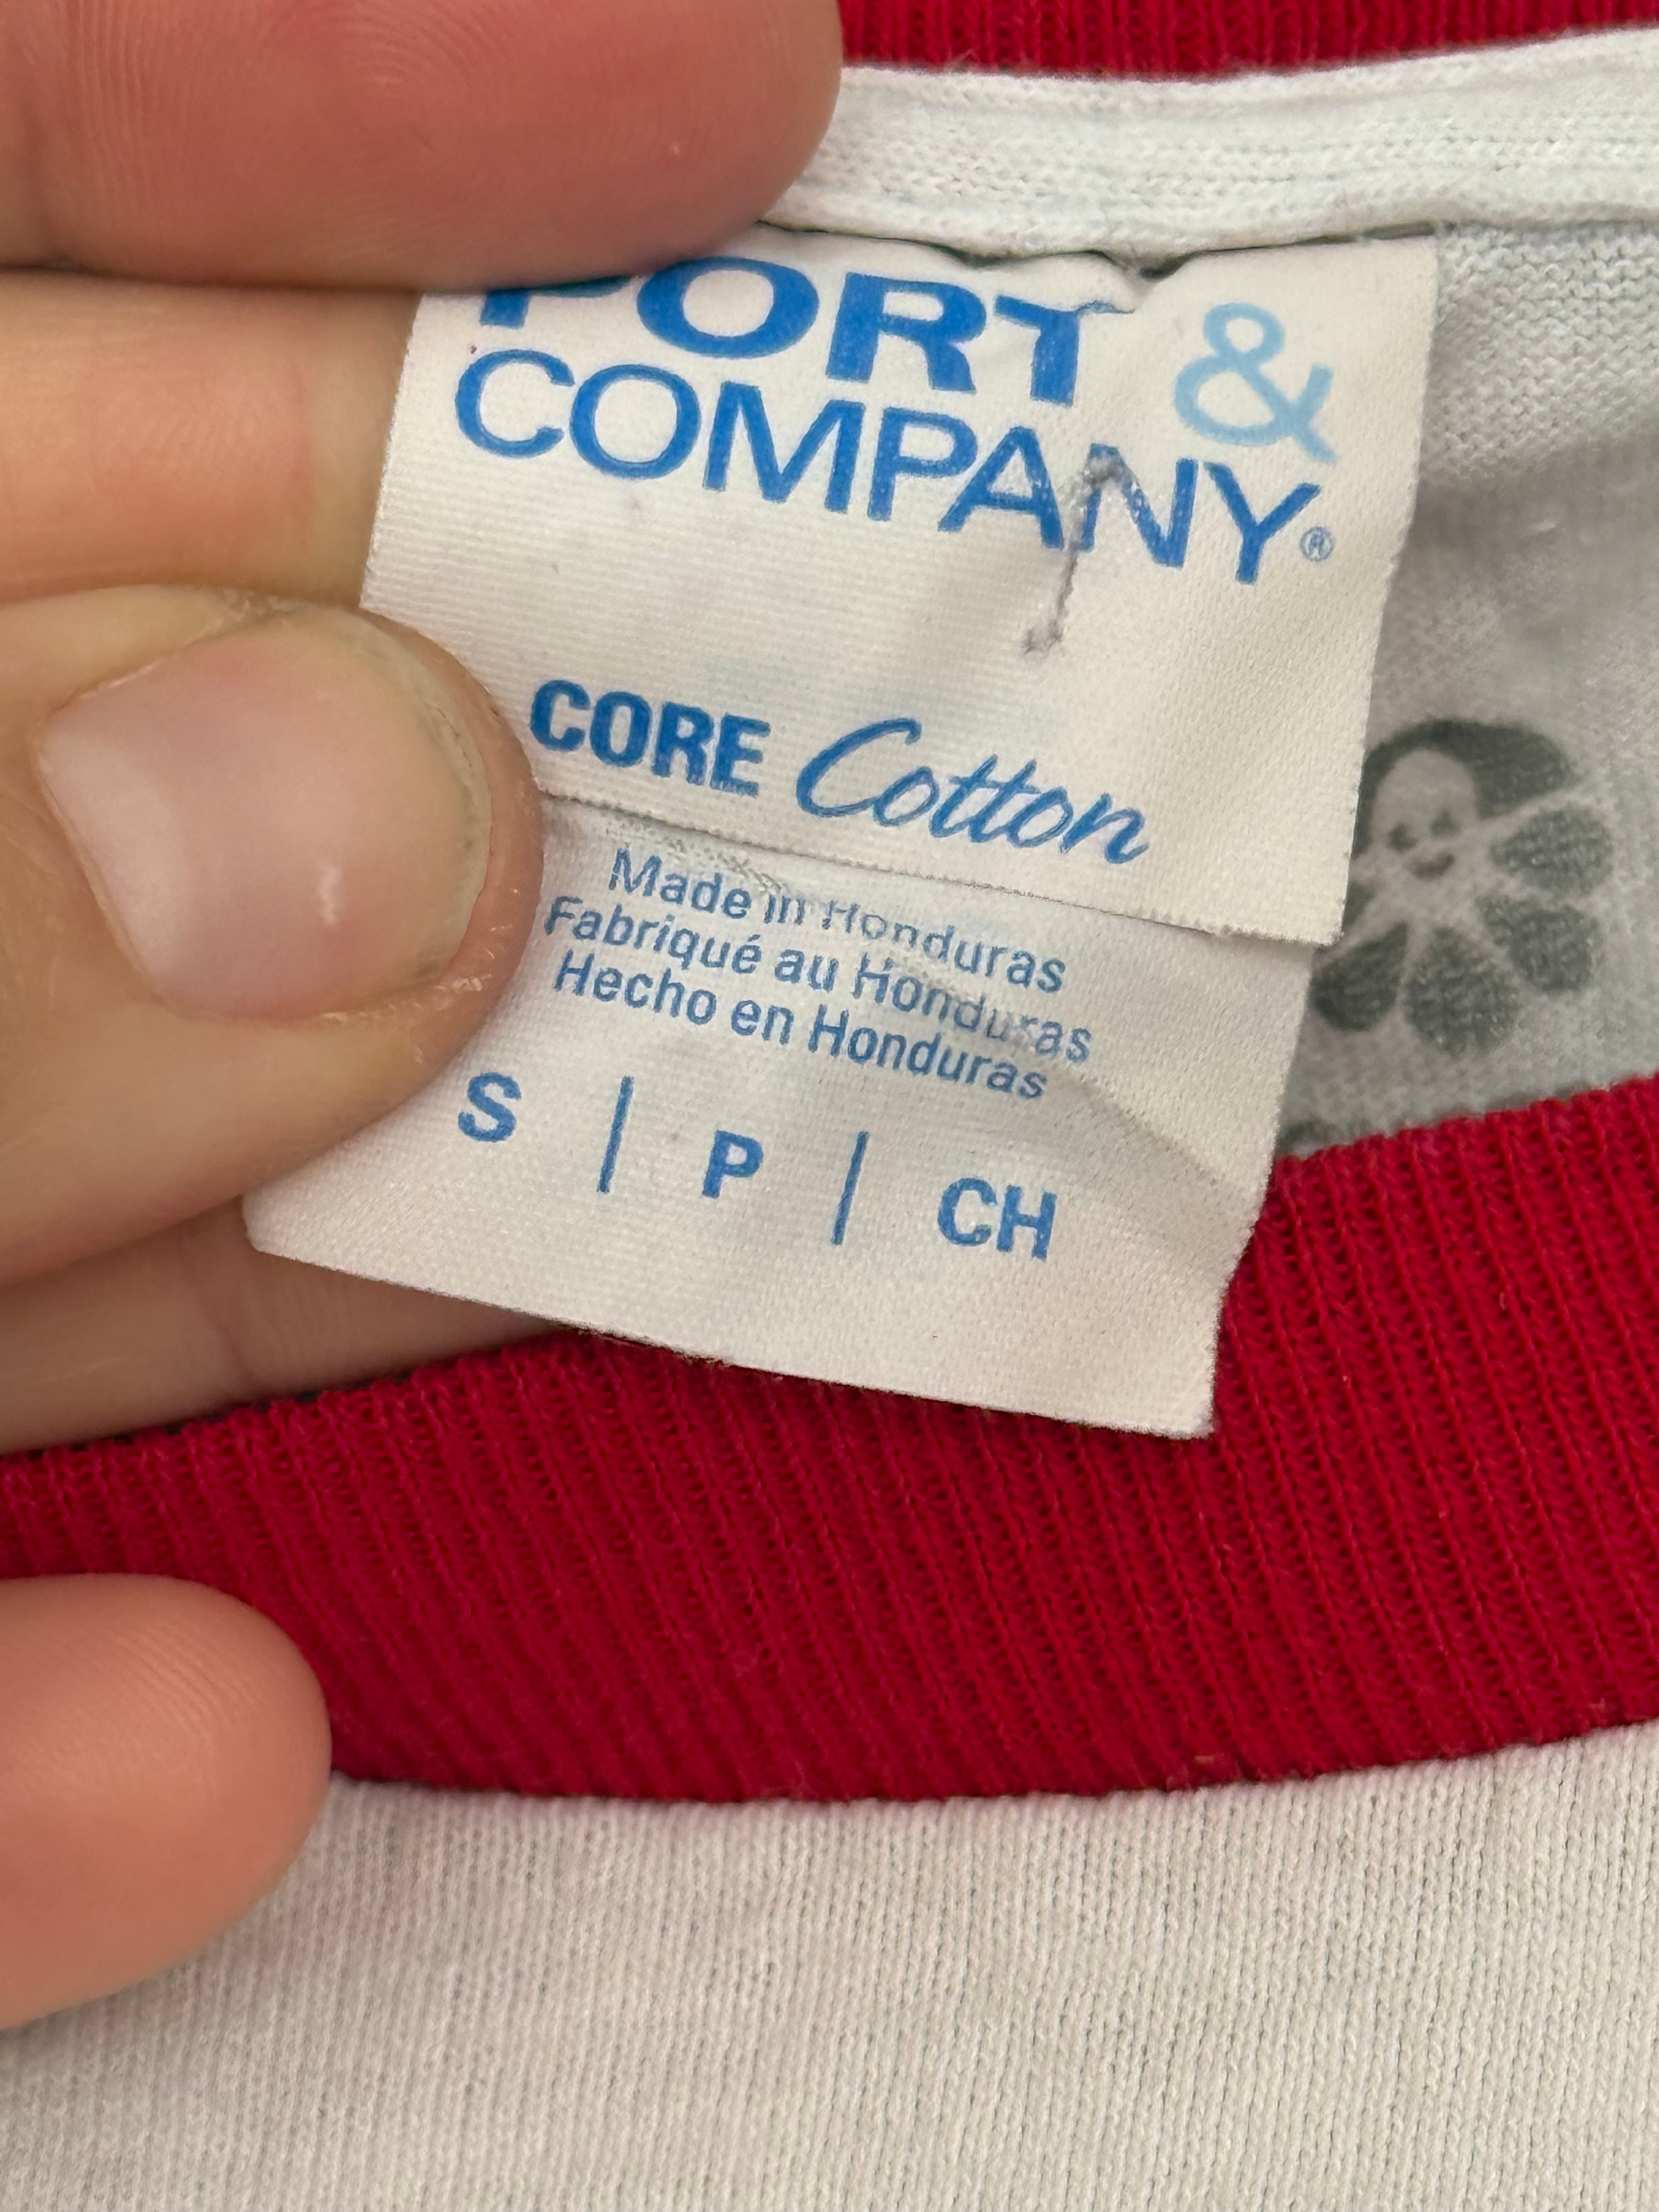 PORT &
COMPANY®
CORE Cotton
Made in Honduras
Fabriqué au Honduras
Hecho en Honduras
S | P | CH